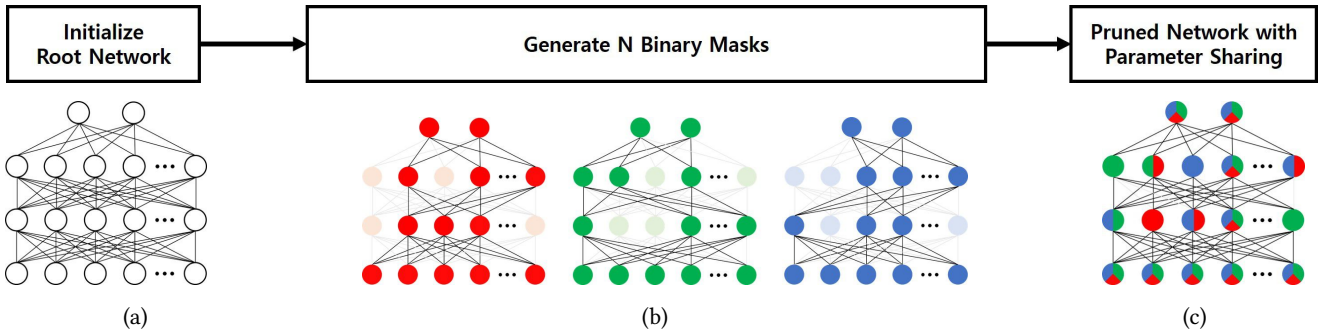 Initialize
Root Network
Generate N Binary Masks
Pruned Network with
Parameter Sharing
(a)
(b)
(c)